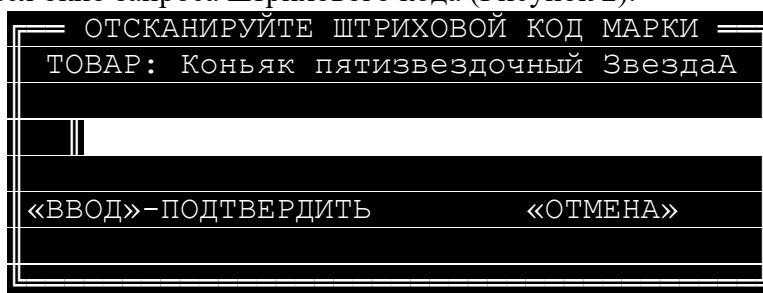 ОТСКАНИРУЙТЕ ШТРИХОВОЙ КОД МАРКИ
ТОВАР: Коньяк пятизвездочный ЗвездаА
«ВВОД»-ПОДТВЕРДИТЬ «ОТМЕНА»